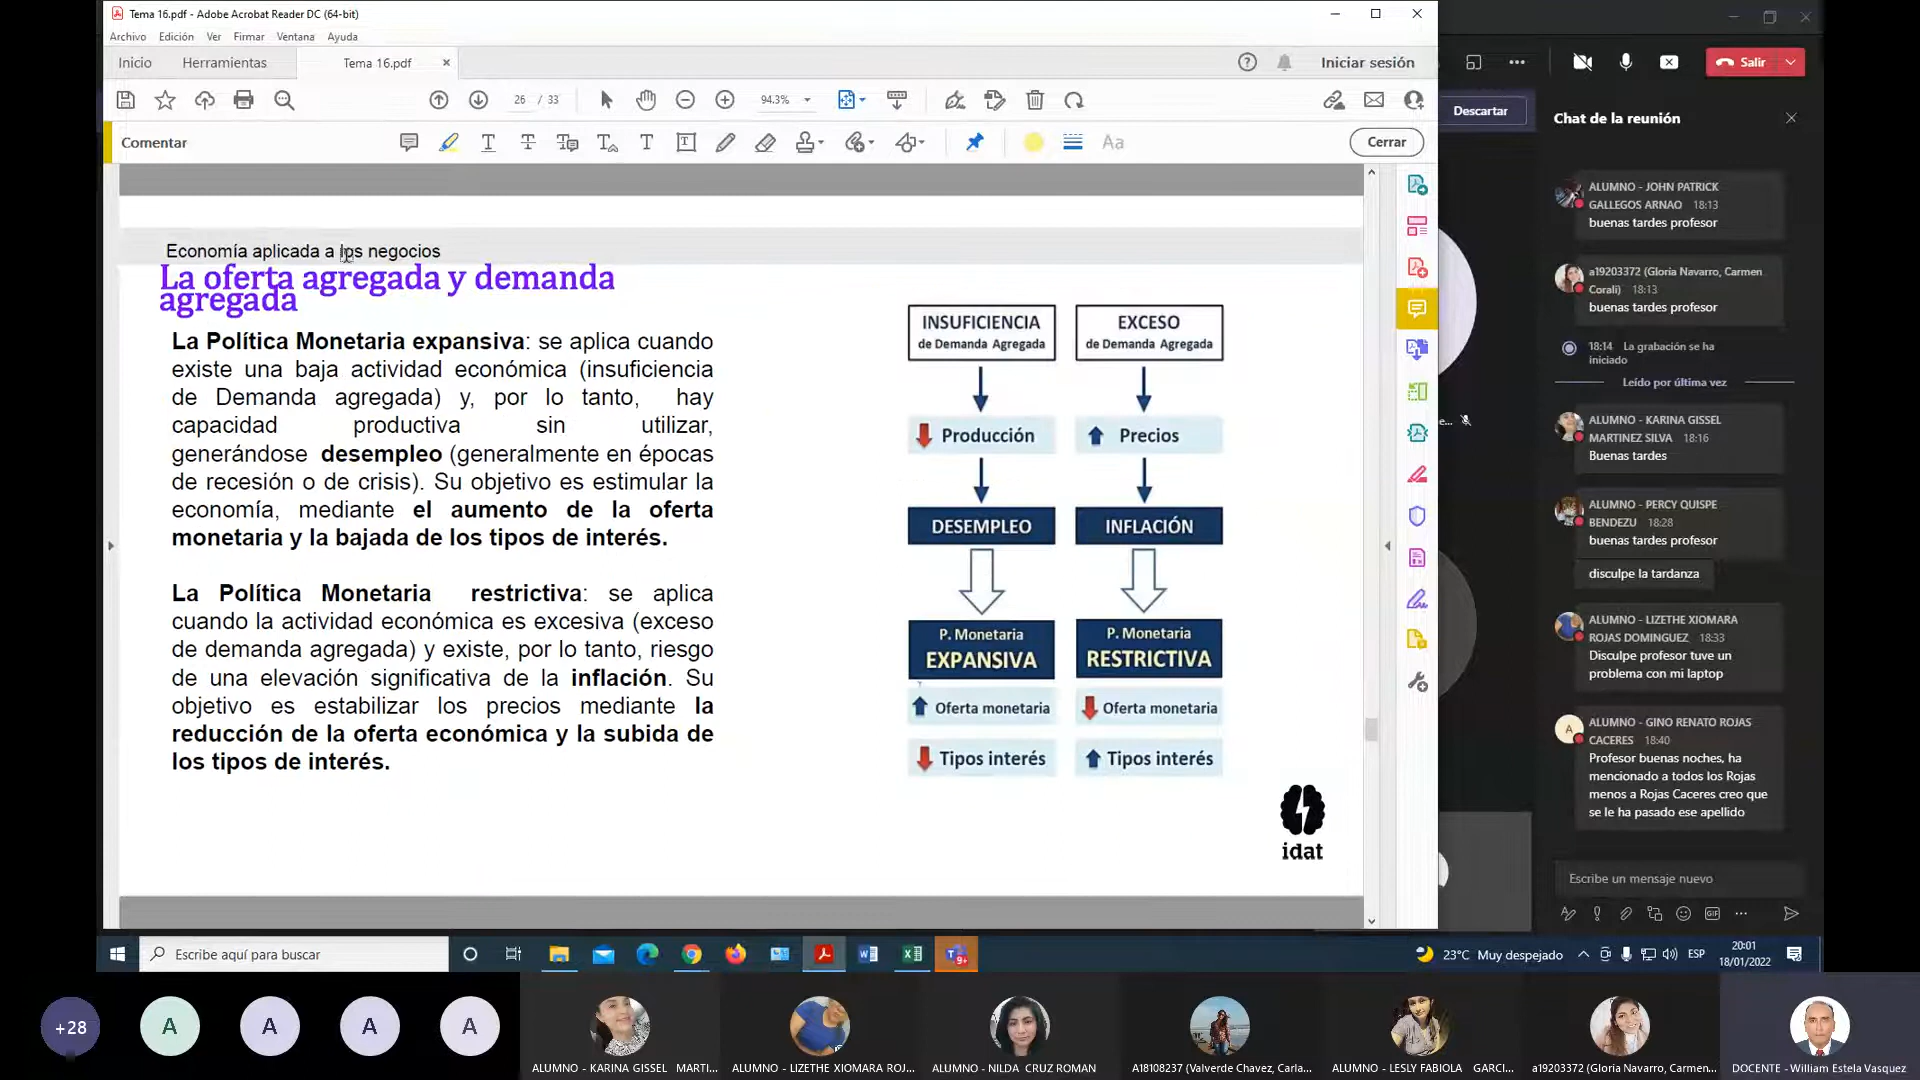 Tema 16.pdf - Adobe Acrobat Reader DC (64-bit)
Archivo Edición Ver Firmar Ventana Ayuda
Inicio Herramientas Tema 16.pdf Iniciar sesión
26 / 33 94.3%
Comentar Aa Cerrar
Economía aplicada a los negocios
La oferta agregada y demanda
agregada
La Política Monetaria expansiva: se aplica cuando
existe una baja actividad económica (insuficiencia
de Demanda agregada) y, por lo tanto, hay
capacidad productiva sin utilizar,
generándose desempleo (generalmente en épocas
de recesión o de crisis). Su objetivo es estimular la
economía, mediante el aumento de la oferta
monetaria y la bajada de los tipos de interés.
La Política Monetaria restrictiva: se aplica
cuando la actividad económica es excesiva (exceso
de demanda agregada) y existe, por lo tanto, riesgo
de una elevación significativa de la inflación. Su
objetivo es estabilizar los precios mediante la
reducción de la oferta económica y la subida de
los tipos de interés.
INSUFICIENCIA
de Demanda Agregada
Producción
DESEMPLEO
P. Monetaria
EXPANSIVA
Oferta monetaria
Tipos interés
EXCESO
de Demanda Agregada
Precios
INFLACIÓN
P. Monetaria
RESTRICTIVA
Oferta monetaria
Tipos interés
idat
Salir
Descartar
Chat de la reunión
ALUMNO - JOHN PATRICK
GALLEGOS ARNAO 18:13
buenas tardes profesor
a19203372 (Gloria Navarro, Carmen
Corali) 18:13
buenas tardes profesor
18:14 La grabación se ha
iniciado
Leído por última vez
ALUMNO - KARINA GISSEL
MARTINEZ SILVA 18:16
Buenas tardes
ALUMNO - PERCY QUISPE
BENDEZU 18:28
buenas tardes profesor
disculpe la tardanza
ALUMNO - LIZETHE XIOMARA
ROJAS DOMINGUEZ 18:33
Disculpe profesor tuve un
problema con mi laptop
A
ALUMNO - GINO RENATO ROJAS
CACERES 18:40
Profesor buenas noches, ha
mencionado a todos los Rojas
menos a Rojas Caceres creo que
se le ha pasado ese apellido
Escribe un mensaje nuevo
GIF
e...
Escribe aquí para buscar
9+
23°C Muy despejado ESP
20:01
18/01/2022
+28 A A A A
ALUMNO - KARINA GISSEL MARTI...
ALUMNO - LIZETHE XIOMARA ROJ...
ALUMNO - NILDA CRUZ ROMAN
A18108237 (Valverde Chavez, Carla...
ALUMNO - LESLY FABIOLA GARCI...
a19203372 (Gloria Navarro, Carmen...
DOCENTE - William Estela Vasquez